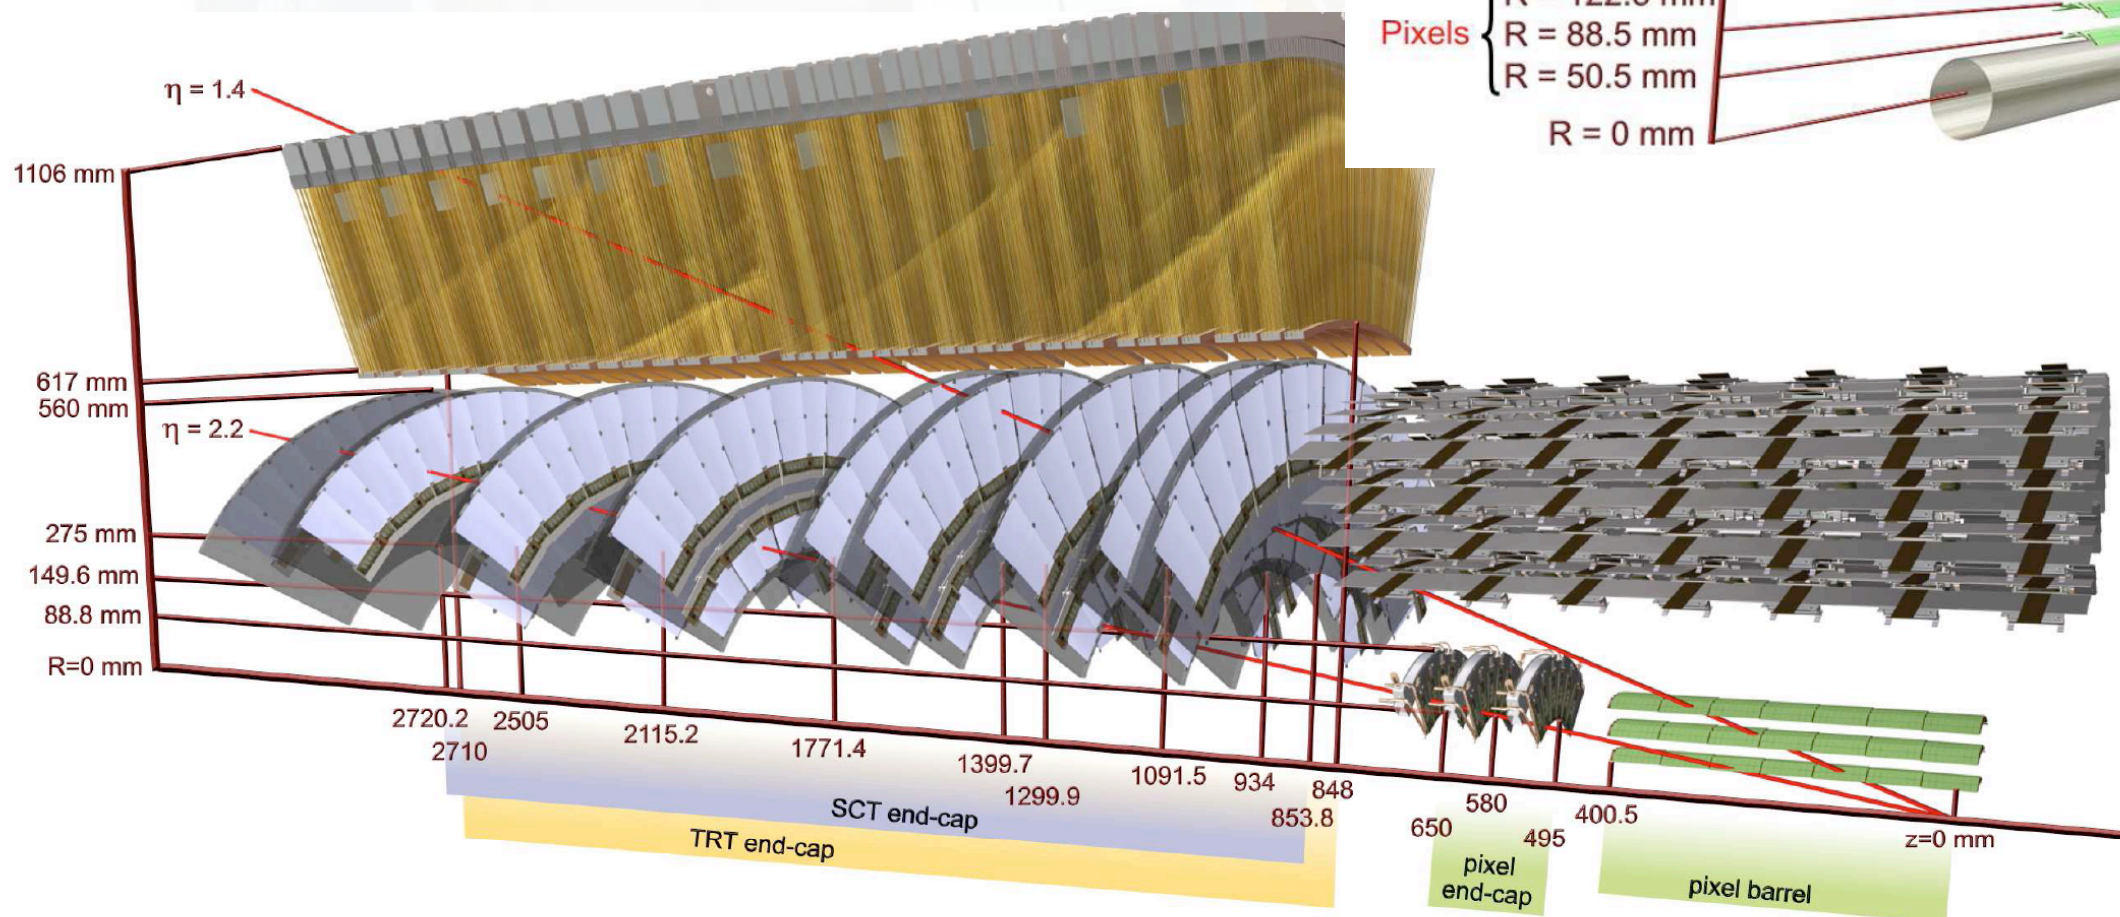 Pixels
R = 88.5 mm
R = 50.5 mm
R = 0 mm
η = 1.4
1106 mm
617 mm
560 mm
η = 2.2
275 mm
149.6 mm
88.8 mm
R=0 mm
2720.2
2710
2505
2115.2
1771.4
1399.7
1299.9
1091.5
934
853.8
848
650
580
495
400.5
z=0 mm
SCT end-cap
TRT end-cap
pixel
end-cap
pixel barrel